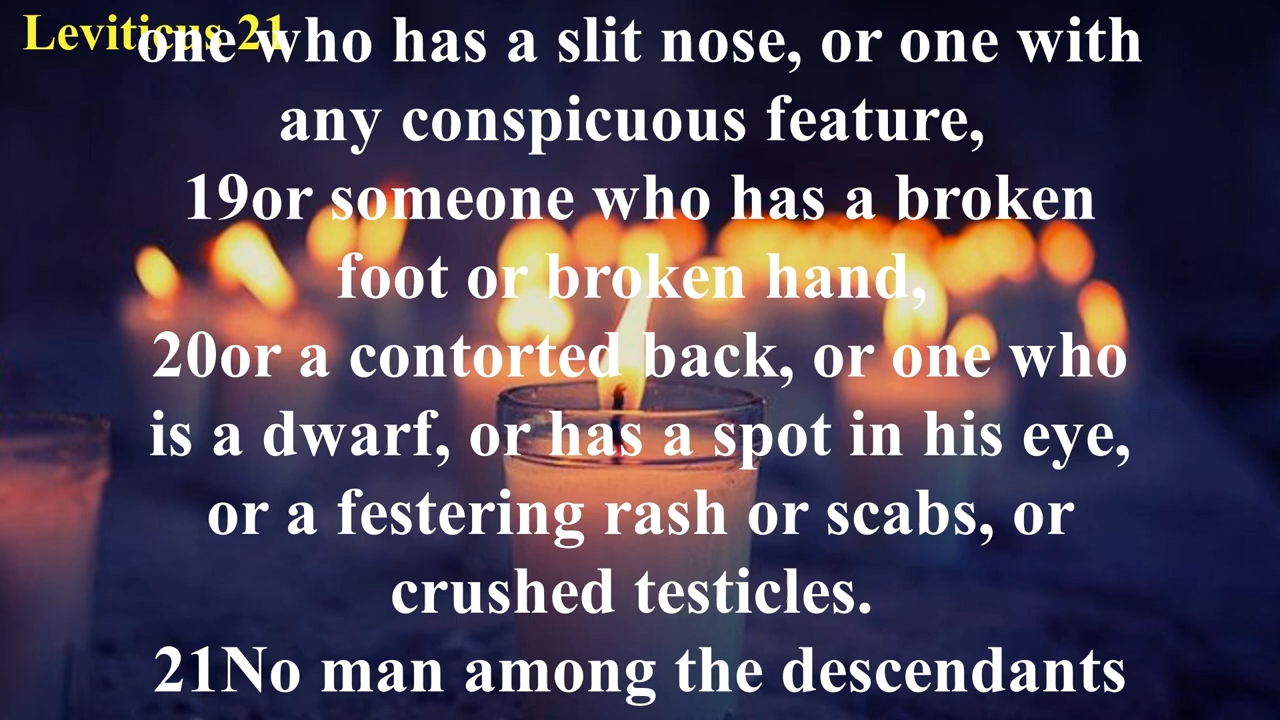 Leviticus 21
one who has a slit nose, or one with
any conspicuous feature,
19or someone who has a broken
foot or broken hand,
20or a contorted back, or one who
is a dwarf, or has a spot in his eye,
or a festering rash or scabs, or
crushed testicles.
21No man among the descendants